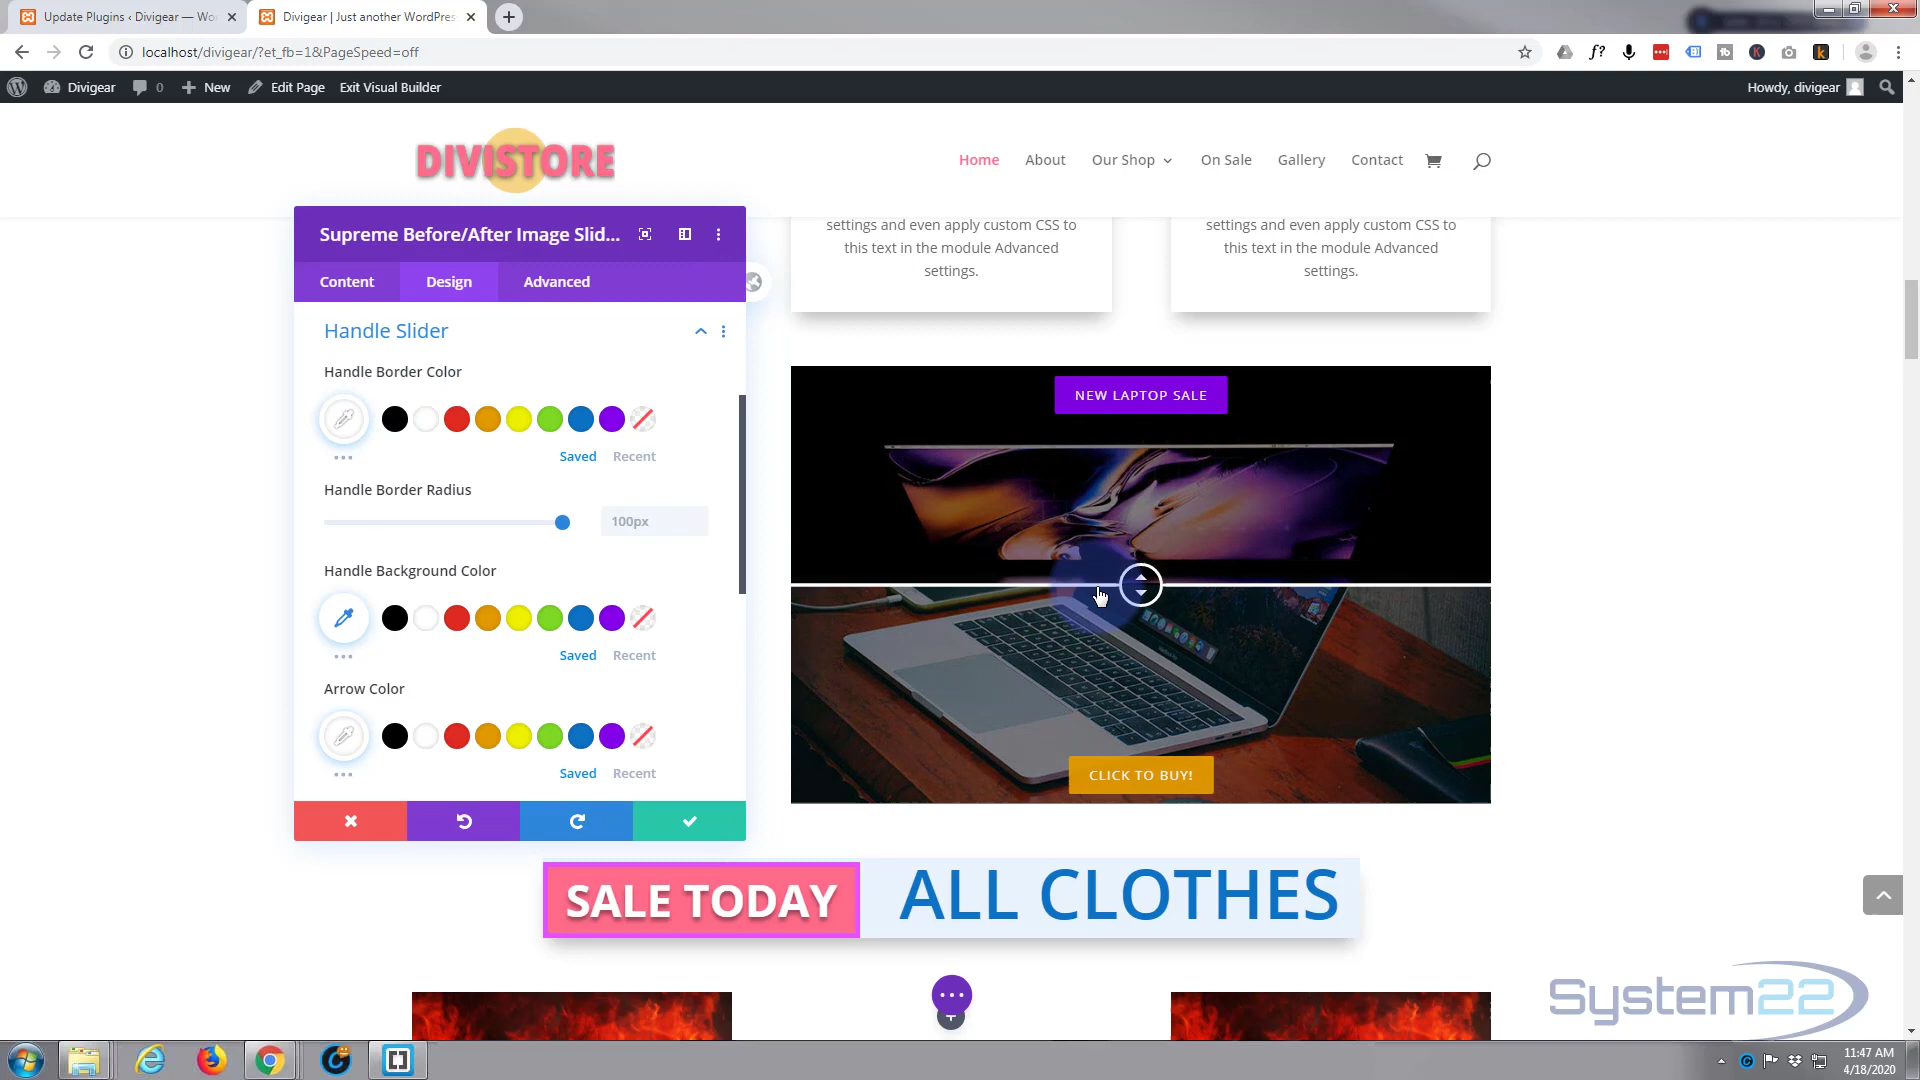 Update Plugins ‹ Divigear — Wo
Divigear | Just another WordPres
localhost/divigear/?et_fb=1&PageSpeed=off
Divigear
0
New
Edit Page
Exit Visual Builder
Howdy, divigear
DIVISTORE
Home
About
Our Shop
On Sale
Gallery
Contact
Supreme Before/After Image Slid...
Content
Design
Advanced
Handle Slider
Handle Border Color
Saved
Recent
Handle Border Radius
100px
Handle Background Color
Saved
Recent
Arrow Color
Saved
Recent
settings and even apply custom CSS to
this text in the module Advanced
settings.
settings and even apply custom CSS to
this text in the module Advanced
settings.
NEW LAPTOP SALE
CLICK TO BUY!
SALE TODAY
ALL CLOTHES
System22
11:47 AM
4/18/2020